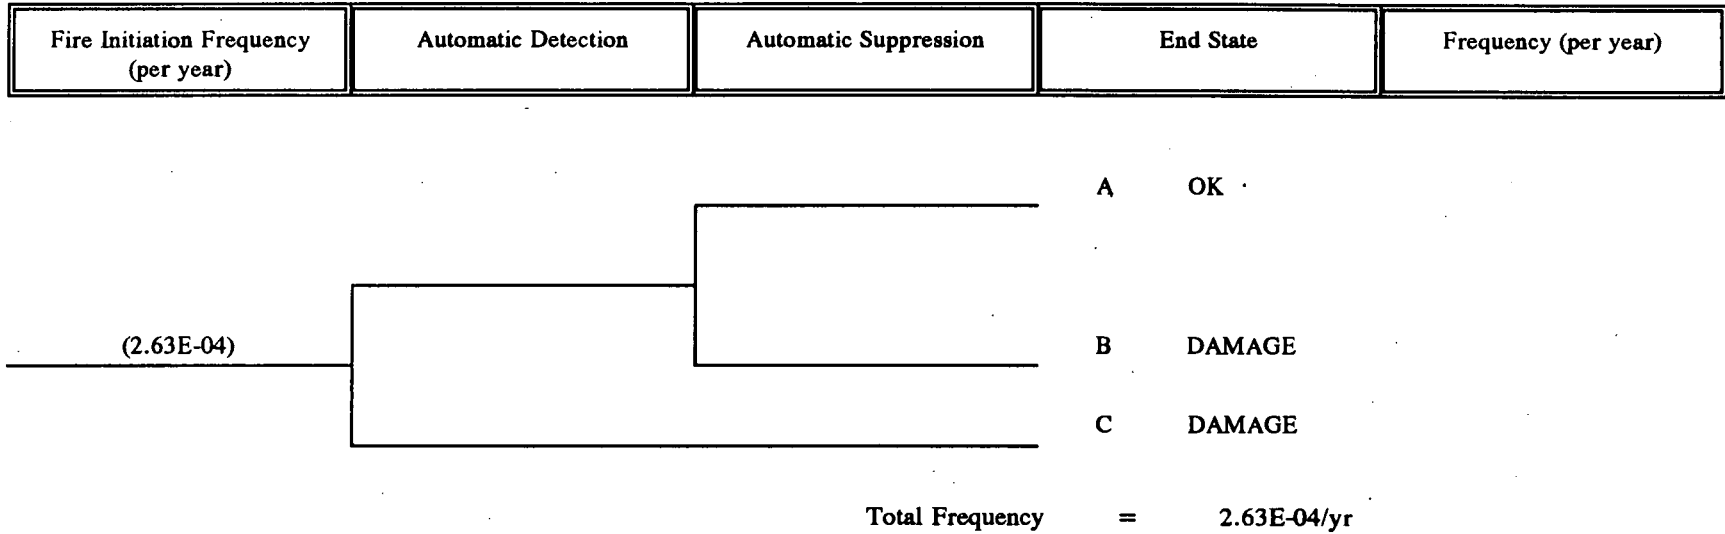 Fire Initiation Frequency
(per year)
Automatic Detection
Automatic Suppression
End State
Frequency (per year)
A OK
(2.63E-04)
B DAMAGE
C DAMAGE
Total Frequency = 2.63E-04/yr